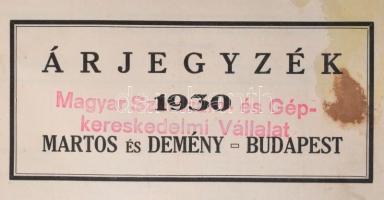 ÁRJEGYZÉK
1930
Magyar és Gép-
kereskedelmi Vállalat
MARTOS ÉS DEMÉNY - BUDAPEST